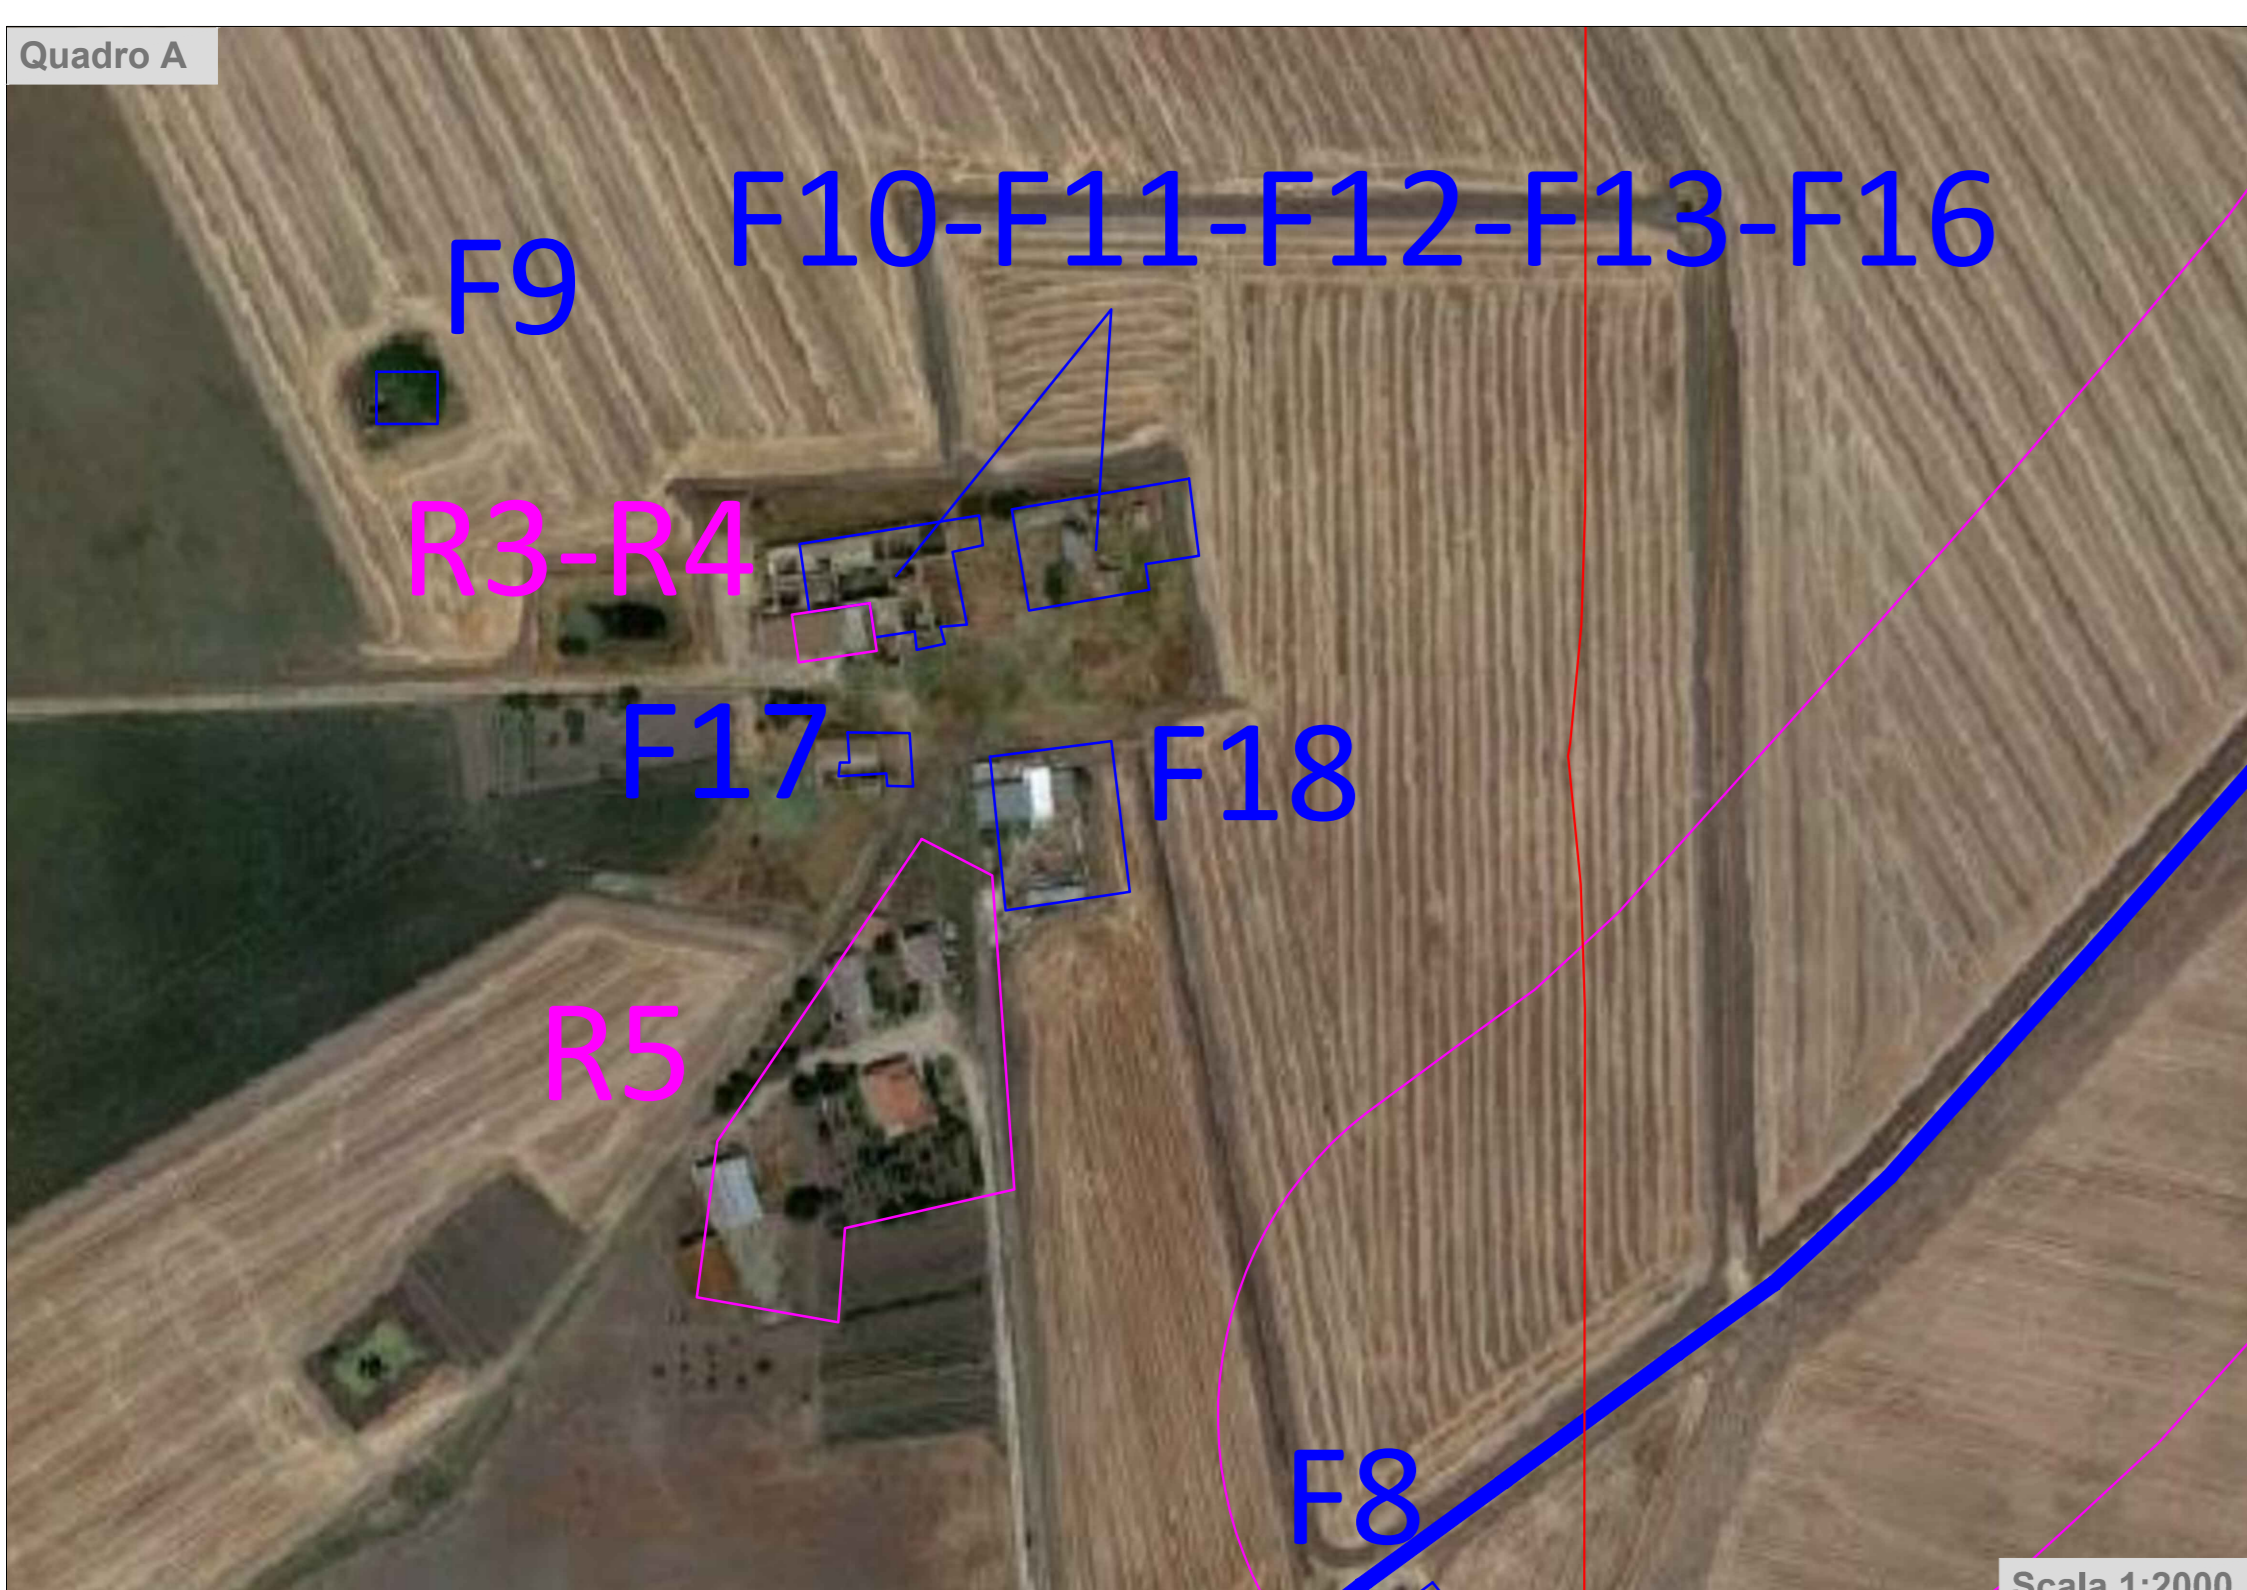 Quadro A
F10-F11-F12-F13-F16
F9
R3-R4
F17
F18
R5
F8
Scala 1:2000